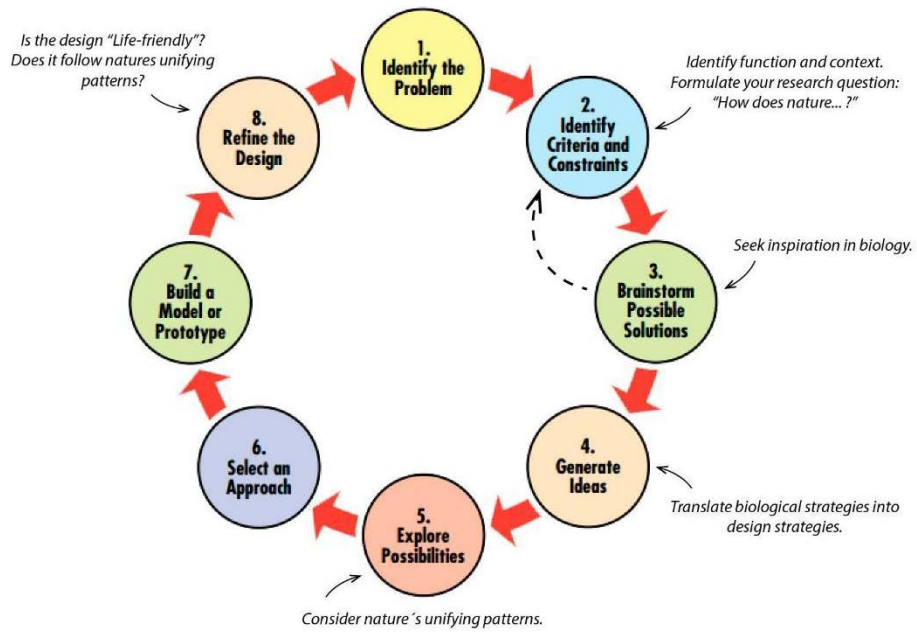 Is the design “Life-friendly”?
Does it follow natures unifying
patterns?
1.
Identify the
Problem
Identify function and context.
Formulate your research question:
“How does nature... ?”
2.
Identify
Criteria and
Constraints
Seek inspiration in biology.
3.
Brainstorm
Possible
Solutions
4.
Generate
Ideas
Translate biological strategies into
design strategies.
5.
Explore
Possibilities
Consider nature´s unifying patterns.
6.
Select an
Approach
7.
Build a
Model or
Prototype
8.
Refine the
Design